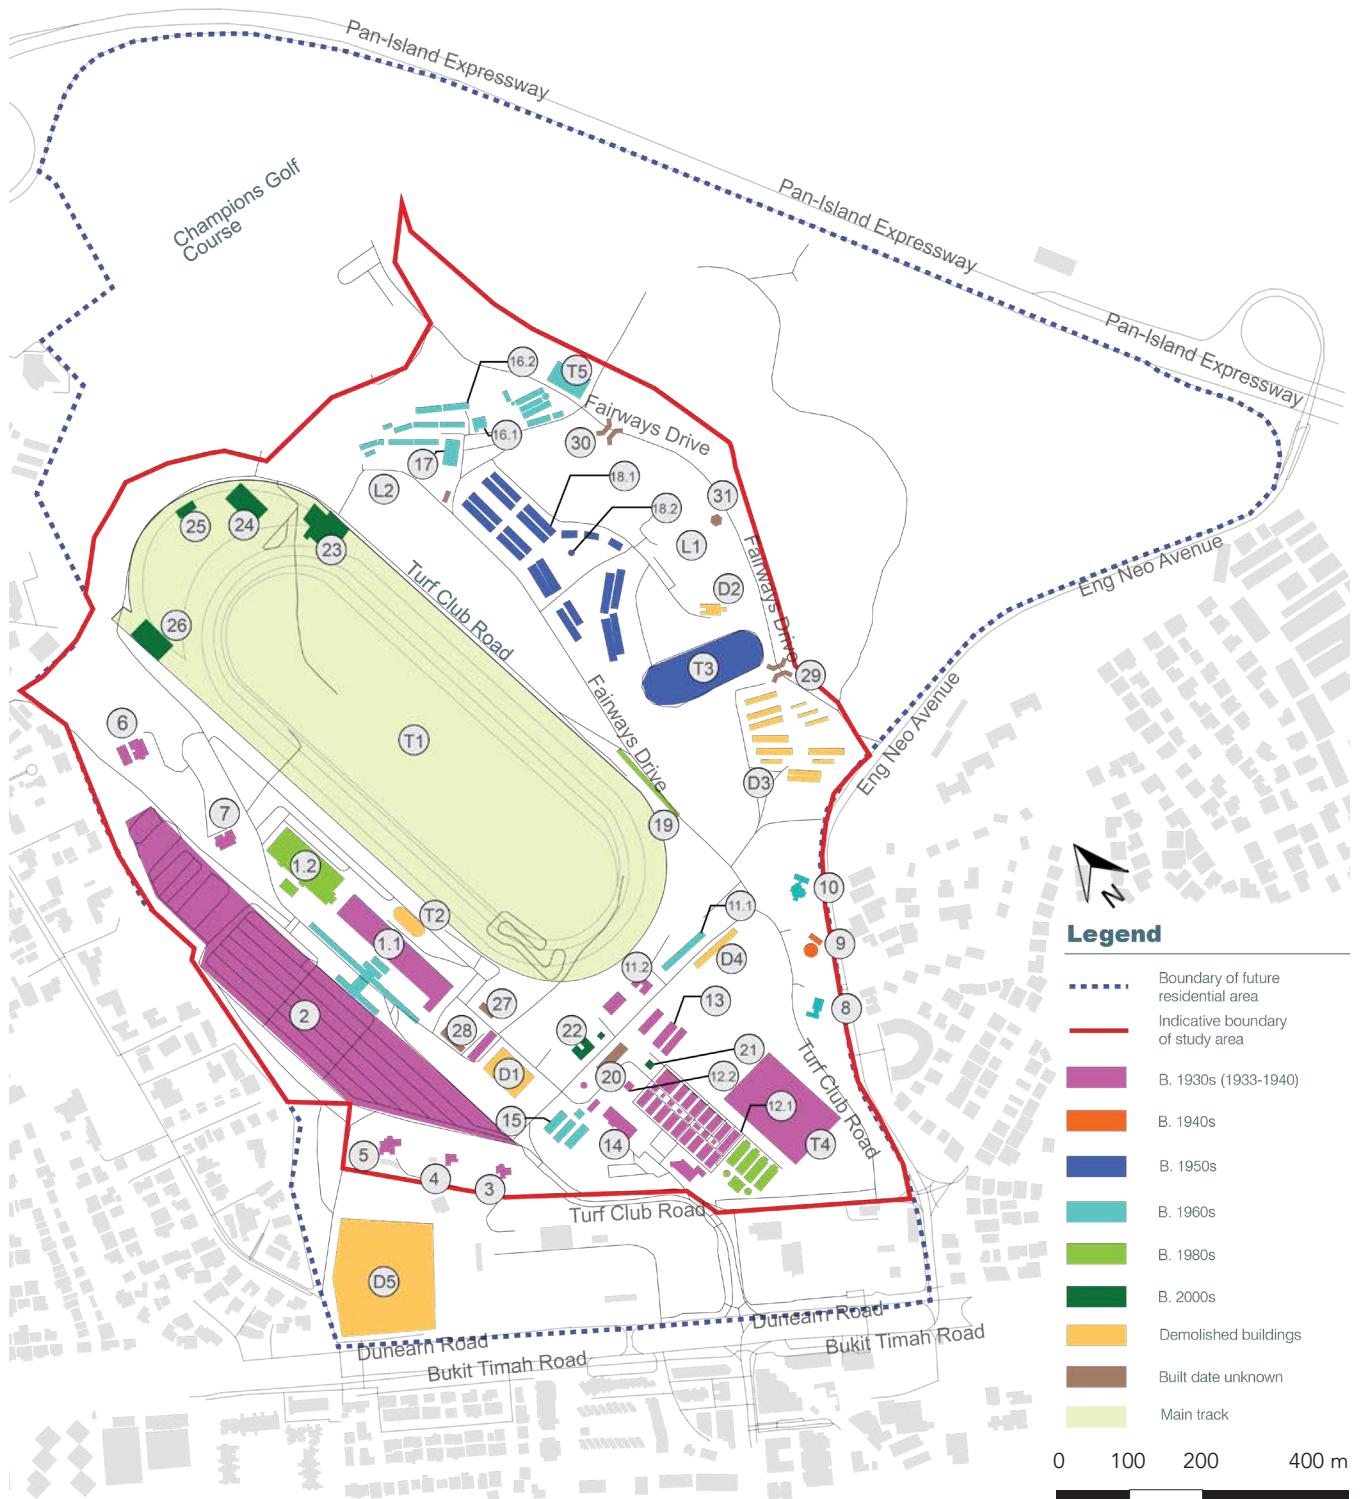 Pan-Island Expressway
Pan-Island Expressway
Pan-Island Expressway
Champions Golf
Course
16.2
T5
Fairways Drive
16.1
30
17
L2
18.1
31
18.2
25
24
23
L1
Turf Club Road
D2
Fairways Drive
Eng Neo Avenue
26
T3
29
6
Fairways Drive
T1
Eng Neo Avenue
D3
7
19
1.2
10
T2
11.1
1.1
9
D4
11.2
27
13
8
2
28
22
Turf Club Road
21
D1
20
12.2
15
12.1
14
T4
5
4
3
Turf Club Road
D5
Dunearn Road
Dunearn Road
Bukit Timah Road
Bukit Timah Road
N
Legend
Boundary of future
residential area
Indicative boundary
of study area
B. 1930s (1933-1940)
B. 1940s
B. 1950s
B. 1960s
B. 1980s
B. 2000s
Demolished buildings
Built date unknown
Main track
0 100 200 400 m